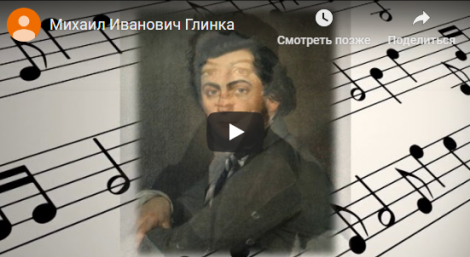 Михаил Иванович Глинка
Смотреть позже
Поделиться